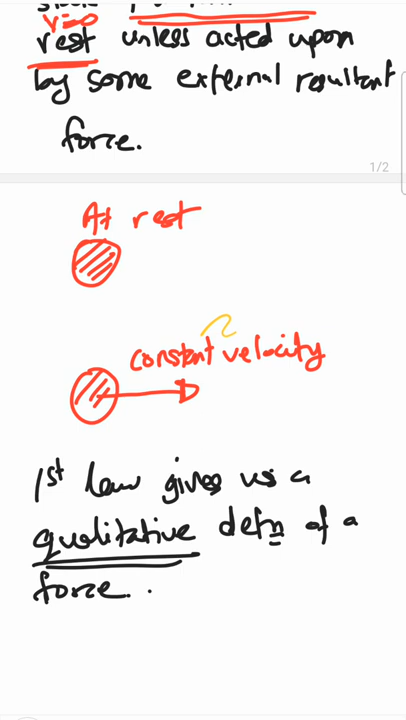 v=0
rest unless acted upon
by some external resultant
force.
1/2
At rest
constant velocity
1st law gives us a
qualitative defn of a
force.